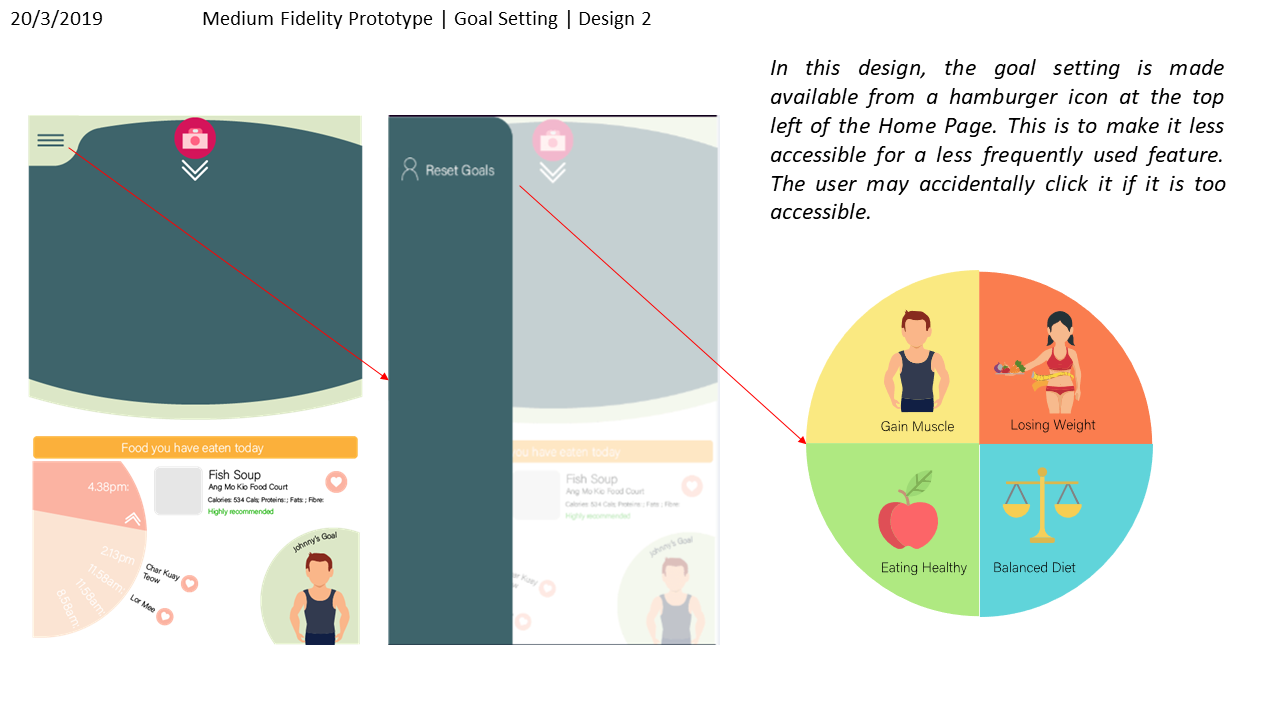 20/3/2019
Medium Fidelity Prototype | Goal Setting | Design 2
In this design, the goal setting is made
available from a hamburger icon at the top
left of the Home Page. This is to make it less
accessible for a less frequently used feature.
The user may accidentally click it if it is too
accessible.
Food you have eaten today
4.38pm:
2.13pm
11.58am:
11.58am:
8.58am:
Fish Soup
Ang Mo Kio Food Court
Calories: 534 Cals; Proteins: ; Fats: ; Fibre:
Highly recommended
Char Kuay
Teow
Lor Mee
Johnny's Goal
Reset Goals
you have eaten today
Fish Soup
Ang Mo Kio Food Court
Calories: 534 Cals; Proteins: ; Fats: ; Fibre:
Highly recommended
Kuay
Johnny's Goal
Gain Muscle
Losing Weight
Eating Healthy
Balanced Diet